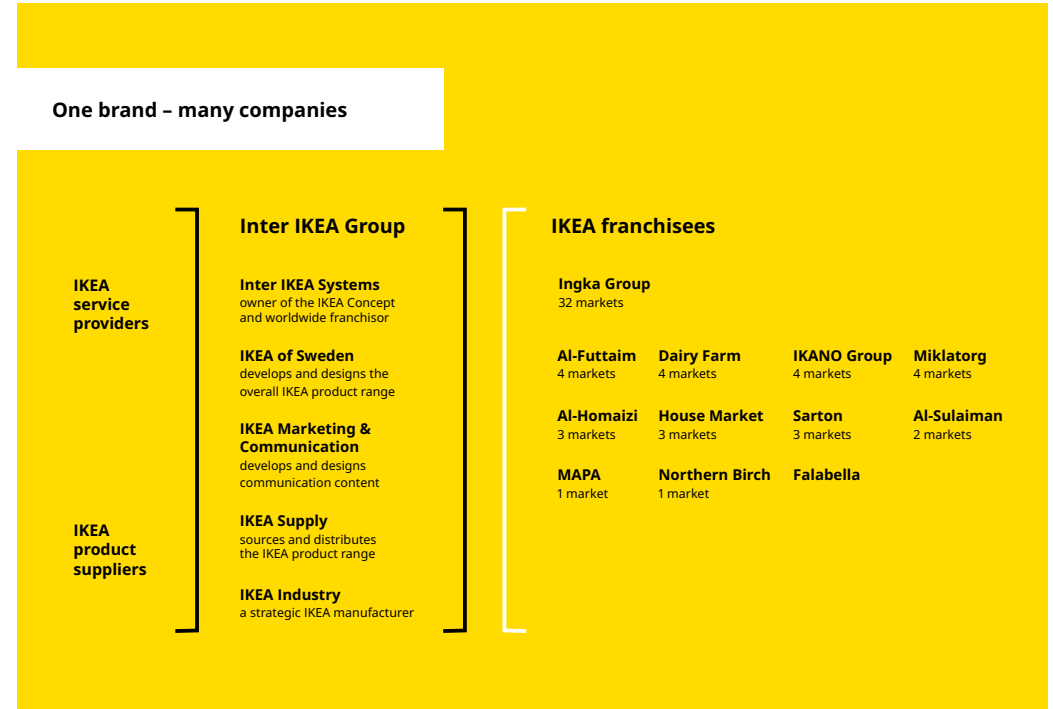 One brand – many companies
IKEA
service
providers
IKEA
product
suppliers
Inter IKEA Group
Inter IKEA Systems
owner of the IKEA Concept
and worldwide franchisor
IKEA of Sweden
develops and designs the
overall IKEA product range
IKEA Marketing &
Communication
develops and designs
communication content
IKEA Supply
sources and distributes
the IKEA product range
IKEA Industry
a strategic IKEA manufacturer
IKEA franchisees
Ingka Group
32 markets
Al-Futtaim
4 markets
Dairy Farm
4 markets
IKANO Group
4 markets
Miklatorg
4 markets
Al-Homaizi
3 markets
House Market
3 markets
Sarton
3 markets
Al-Sulaiman
2 markets
MAPA
1 market
Northern Birch
1 market
Falabella